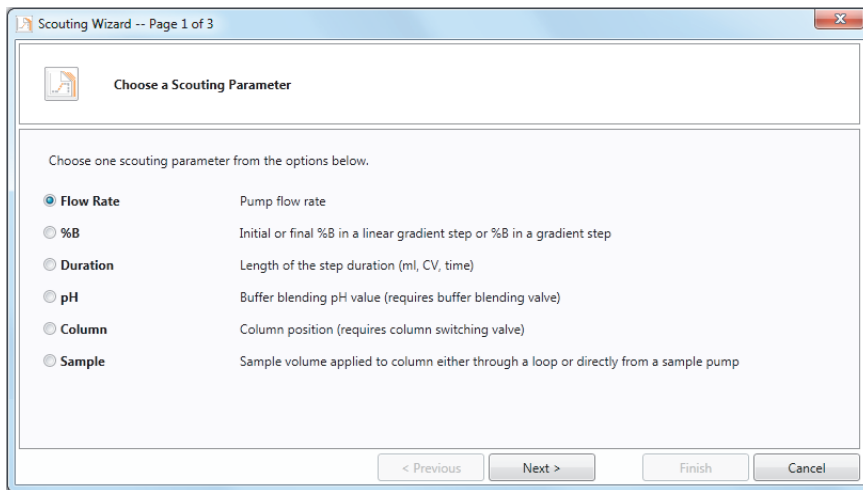 Scouting Wizard -- Page 1 of 3
x
Choose a Scouting Parameter
Choose one scouting parameter from the options below.
Flow Rate Pump flow rate
%B Initial or final %B in a linear gradient step or %B in a gradient step
Duration Length of the step duration (ml, CV, time)
pH Buffer blending pH value (requires buffer blending valve)
Column Column position (requires column switching valve)
Sample Sample volume applied to column either through a loop or directly from a sample pump
< Previous Next > Finish Cancel